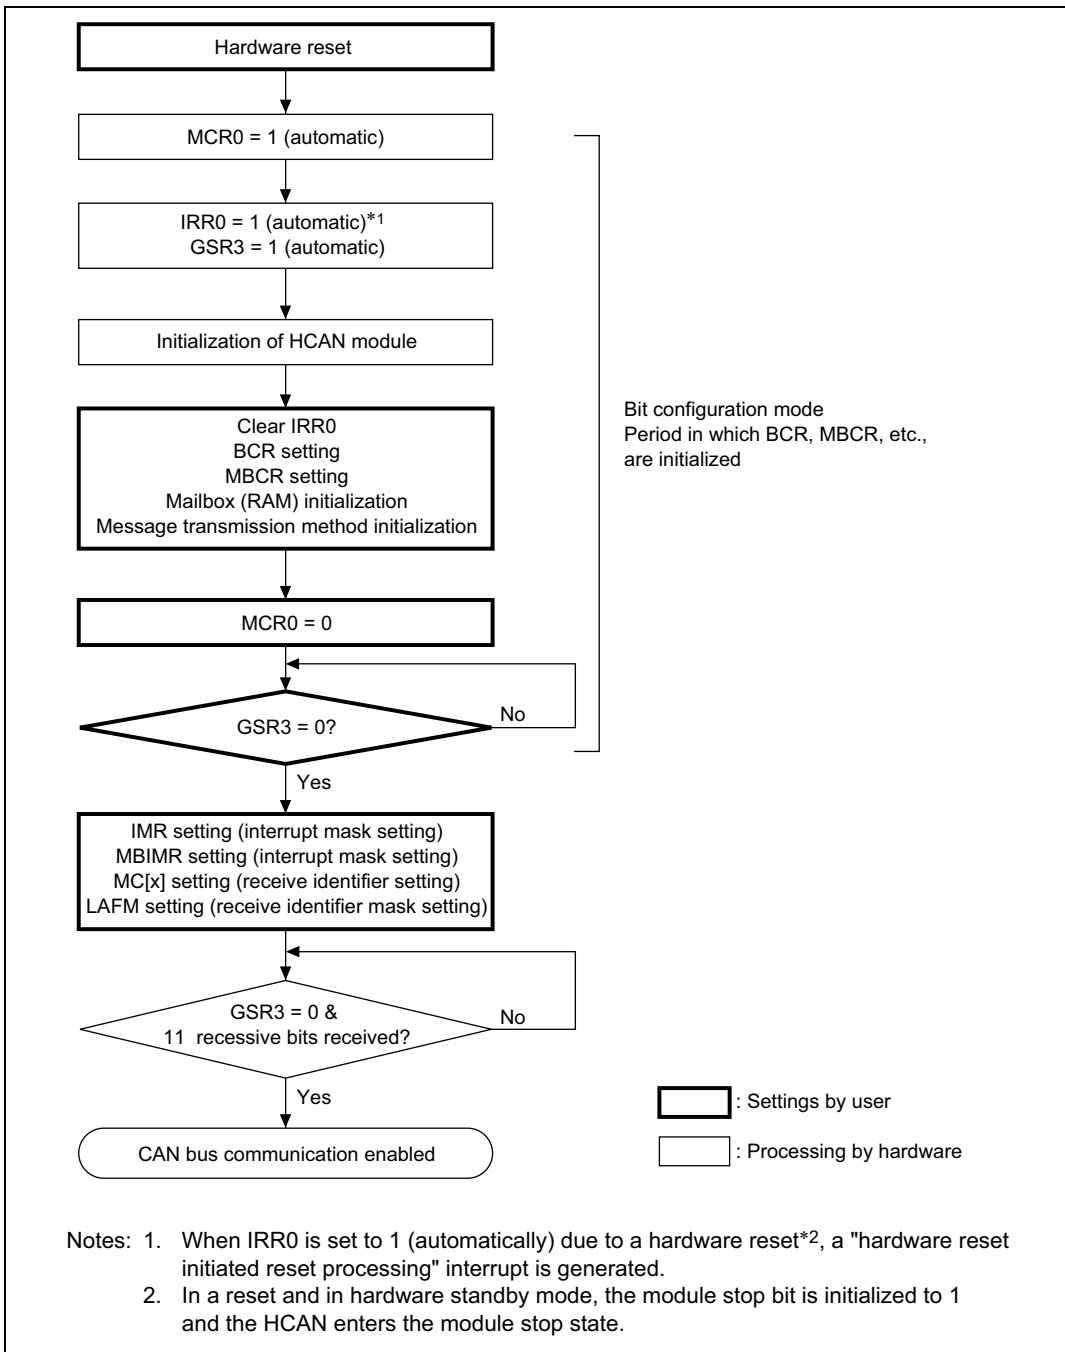 Hardware reset
MCR0 = 1 (automatic)
IRR0 = 1 (automatic)*1
GSR3 = 1 (automatic)
Initialization of HCAN module
Clear IRR0
BCR setting
MBCR setting
Mailbox (RAM) initialization
Message transmission method initialization
Bit configuration mode
Period in which BCR, MBCR, etc.,
are initialized
MCR0 = 0
GSR3 = 0?
No
Yes
IMR setting (interrupt mask setting)
MBIMR setting (interrupt mask setting)
MC[x] setting (receive identifier setting)
LAFM setting (receive identifier mask setting)
GSR3 = 0 &
11 recessive bits received?
No
Yes
CAN bus communication enabled
: Settings by user
: Processing by hardware
Notes: 1. When IRR0 is set to 1 (automatically) due to a hardware reset*2, a "hardware reset
initiated reset processing" interrupt is generated.
2. In a reset and in hardware standby mode, the module stop bit is initialized to 1
and the HCAN enters the module stop state.